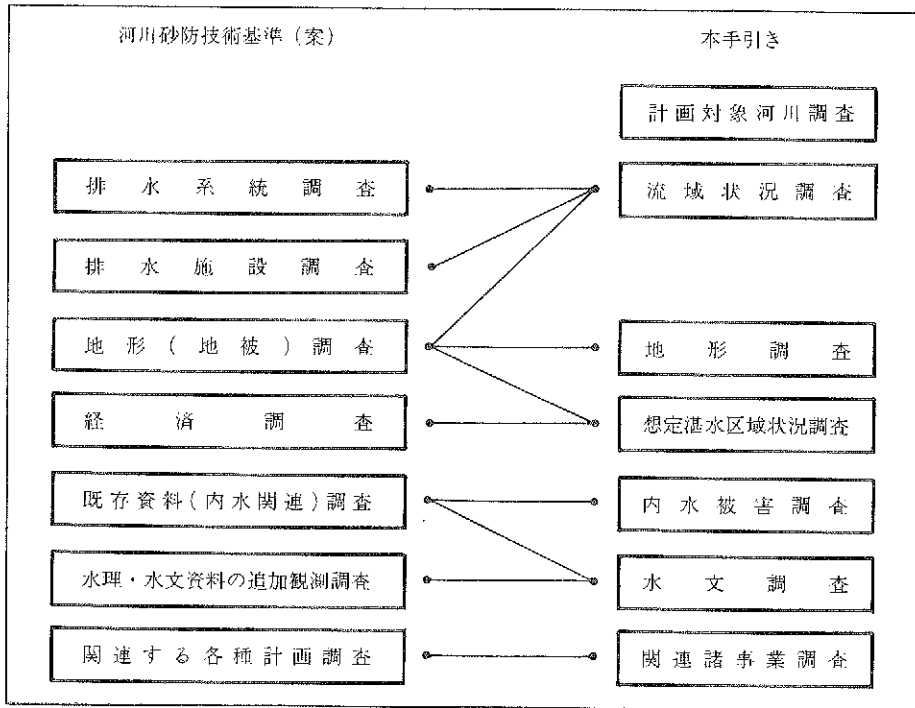 河川砂防技術基準（案）
本手引き
計画対象河川調査
排水系統調査
流域状況調査
排水施設調査
地形（地被）調査
地形調査
経済調査
想定湛水区域状況調査
既存資料（内水関連）調査
内水被害調査
水理・水文資料の追加観測調査
水文調査
関連する各種計画調査
関連諸事業調査